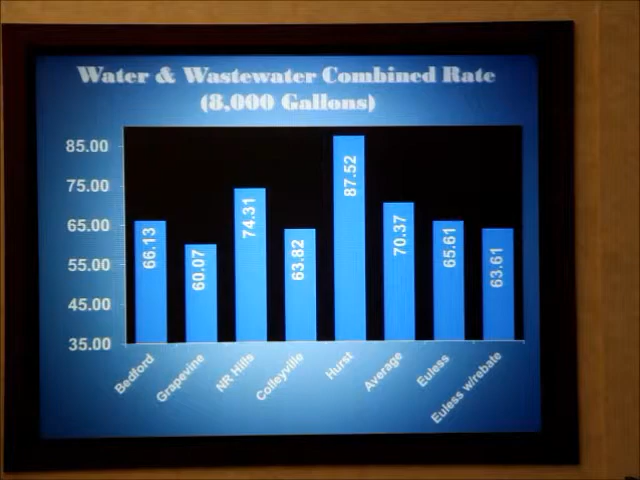 Water & Wastewater Combined Rate
(8,000 Gallons)
85.00
75.00
65.00
55.00
45.00
35.00
66.13
60.07
74.31
63.82
87.52
70.37
65.61
63.61
Bedford
Grapevine
NR Hills
Colleyville
Hurst
Average
Euless
Euless w/rebate